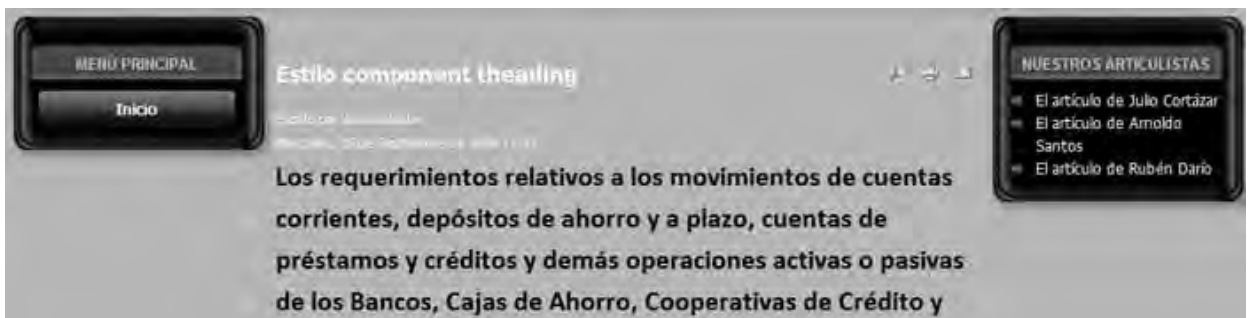 MENÚ PRINCIPAL
Inicio
Estilo component theading
Los requerimientos relativos a los movimientos de cuentas
corrientes, depósitos de ahorro y a plazo, cuentas de
préstamos y créditos y demás operaciones activas o pasivas
de los Bancos, Cajas de Ahorro, Cooperativas de Crédito y
NUESTROS ARTICULISTAS
El artículo de Julio Cortázar
El artículo de Arnoldo
Santos
El artículo de Rubén Darío